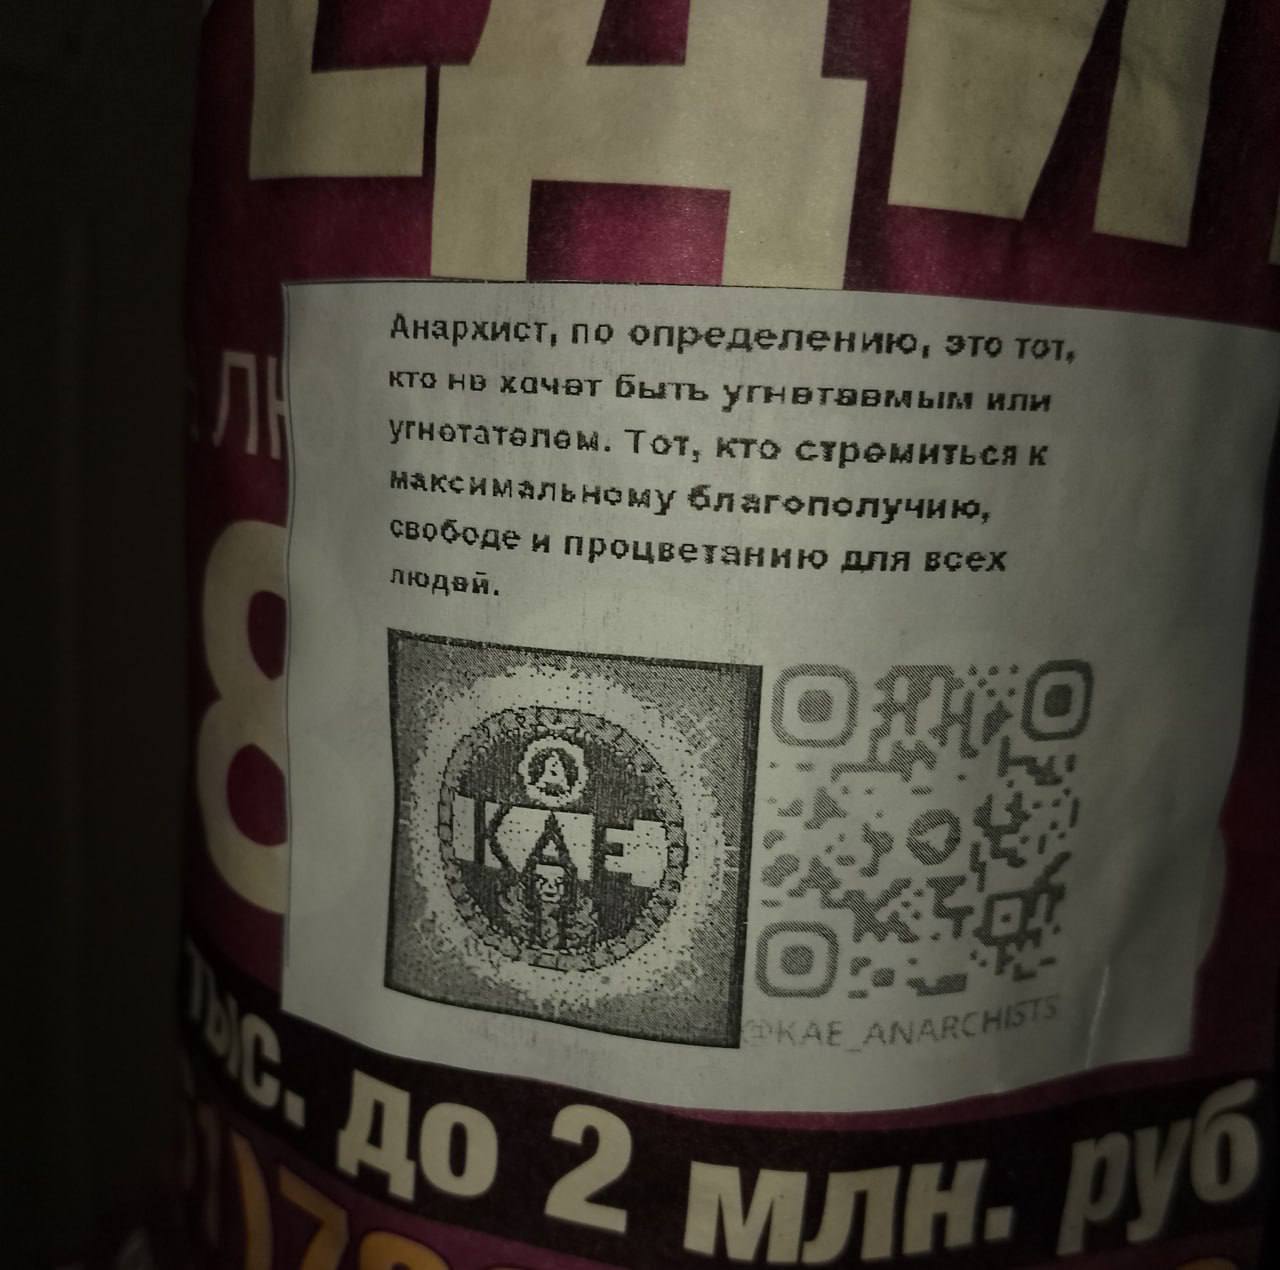 Анархист, по определению, это тот,
кто не хочет быть угнетаемым или
угнетателем. Тот, кто стремиться к
максимальному благополучию,
свободе и процветанию для всех
людей.
А
КАЕ
@KAE_ANARCHISTS
8
тыс. до 2 млн. руб